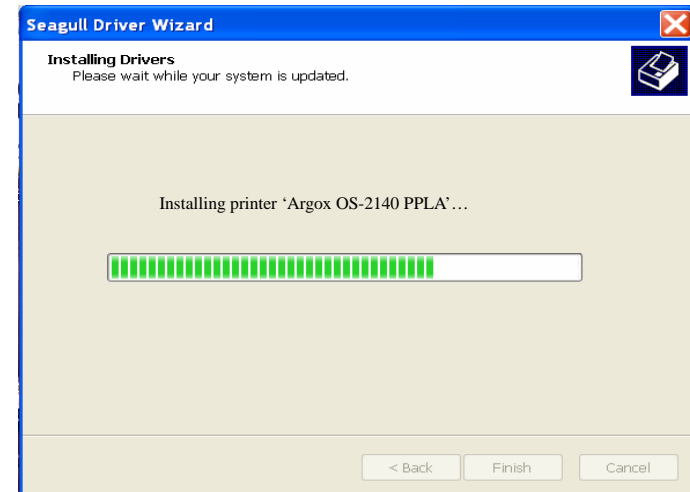 Seagull Driver Wizard
Installing Drivers
Please wait while your system is updated.
Installing printer ‘Argox OS-2140 PPLA’…
< Back
Finish
Cancel